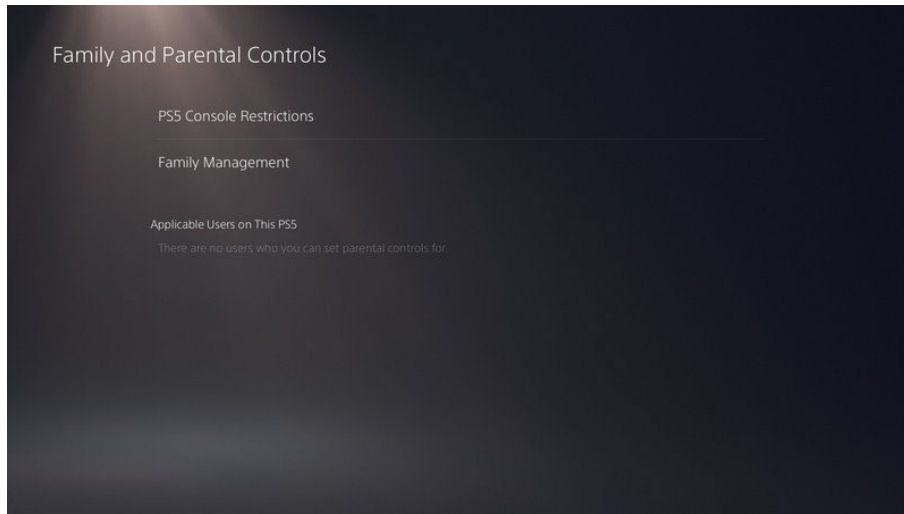 Family and Parental Controls
PS5 Console Restrictions
Family Management
Applicable Users on This PS5
There are no users who you can set parental controls for.